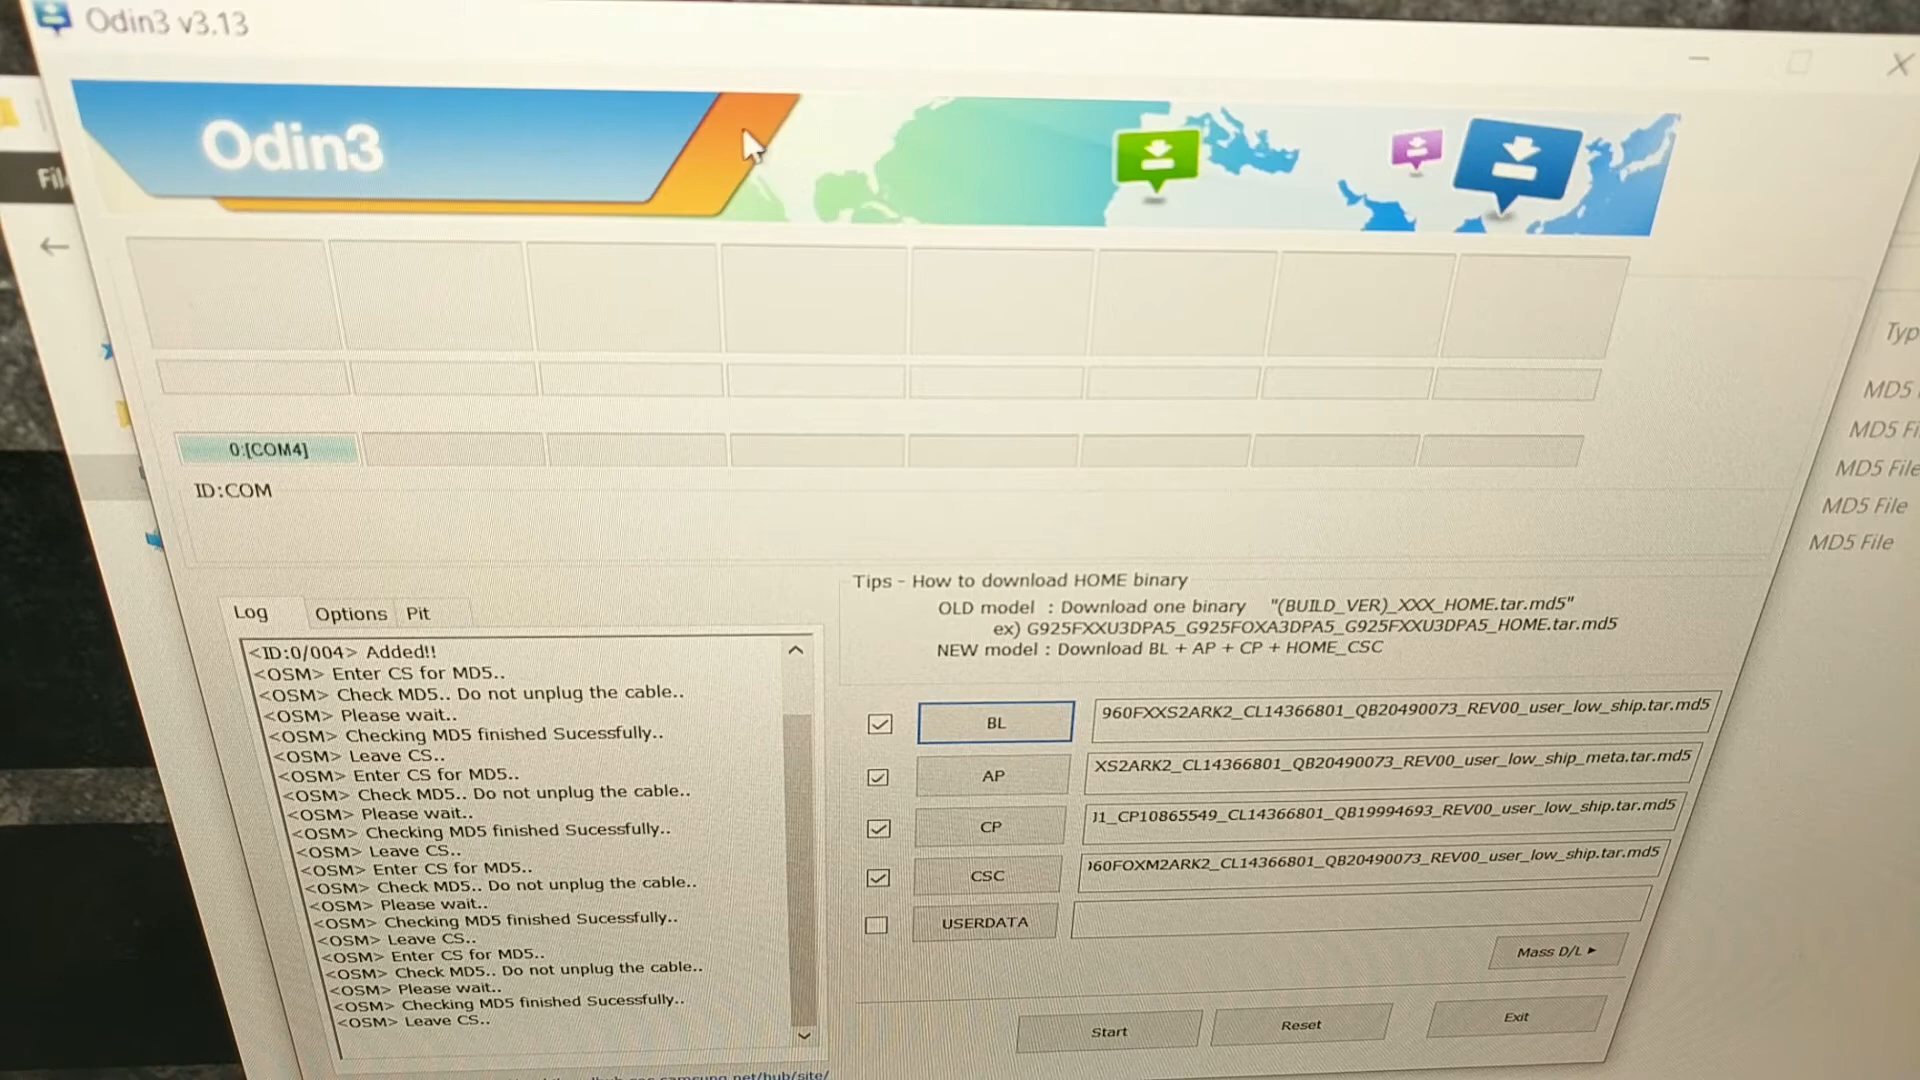 Odin3 v3.13
Odin3
File
Typ
MD5
MD5 Fi
MD5 File
MD5 File
MD5 File
0:[COM4]
ID:COM
Log
Options
Pit
<ID:0/004> Added!!
<OSM> Enter CS for MD5..
<OSM> Check MD5.. Do not unplug the cable..
<OSM> Please wait..
<OSM> Checking MD5 finished Sucessfully..
<OSM> Leave CS..
<OSM> Enter CS for MD5..
<OSM> Check MD5.. Do not unplug the cable..
<OSM> Please wait..
<OSM> Checking MD5 finished Sucessfully..
<OSM> Leave CS..
<OSM> Enter CS for MD5..
<OSM> Check MD5.. Do not unplug the cable..
<OSM> Please wait..
<OSM> Checking MD5 finished Sucessfully..
<OSM> Leave CS..
<OSM> Enter CS for MD5..
<OSM> Check MD5.. Do not unplug the cable..
<OSM> Please wait..
<OSM> Checking MD5 finished Sucessfully..
<OSM> Leave CS..
Tips - How to download HOME binary
OLD model : Download one binary "(BUILD_VER)_XXX_HOME.tar.md5"
ex) G925FXXU3DPA5_G925FOXA3DPA5_G925FXXU3DPA5_HOME.tar.md5
NEW model : Download BL + AP + CP + HOME_CSC
BL 960FXXS2ARK2_CL14366801_QB20490073_REV00_user_low_ship.tar.md5
AP XS2ARK2_CL14366801_QB20490073_REV00_user_low_ship_meta.tar.md5
CP J1_CP10865549_CL14366801_QB19994693_REV00_user_low_ship.tar.md5
CSC 960FOXM2ARK2_CL14366801_QB20490073_REV00_user_low_ship.tar.md5
USERDATA
Mass D/L
Start
Reset
Exit